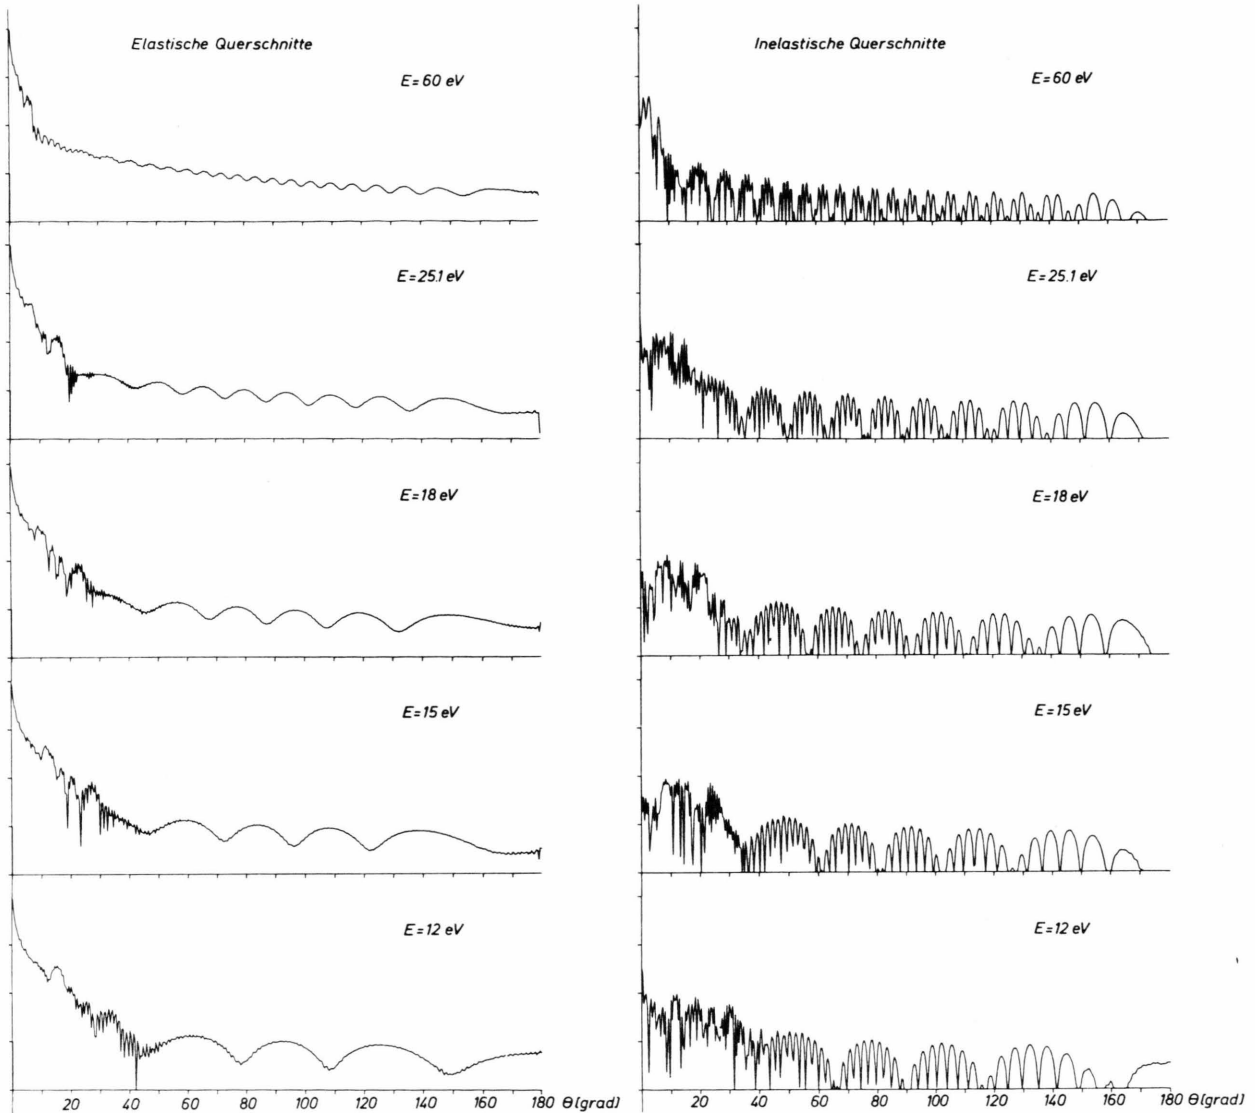 Elastische Querschnitte
E=60 eV
E=25.1 eV
E=18 eV
E=15 eV
E=12 eV
20 40 60 80 100 120 140 160 180 Θ(grad)
Inelastische Querschnitte
E=60 eV
E=25.1 eV
E=18 eV
E=15 eV
E=12 eV
20 40 60 80 100 120 140 160 180 Θ(grad)